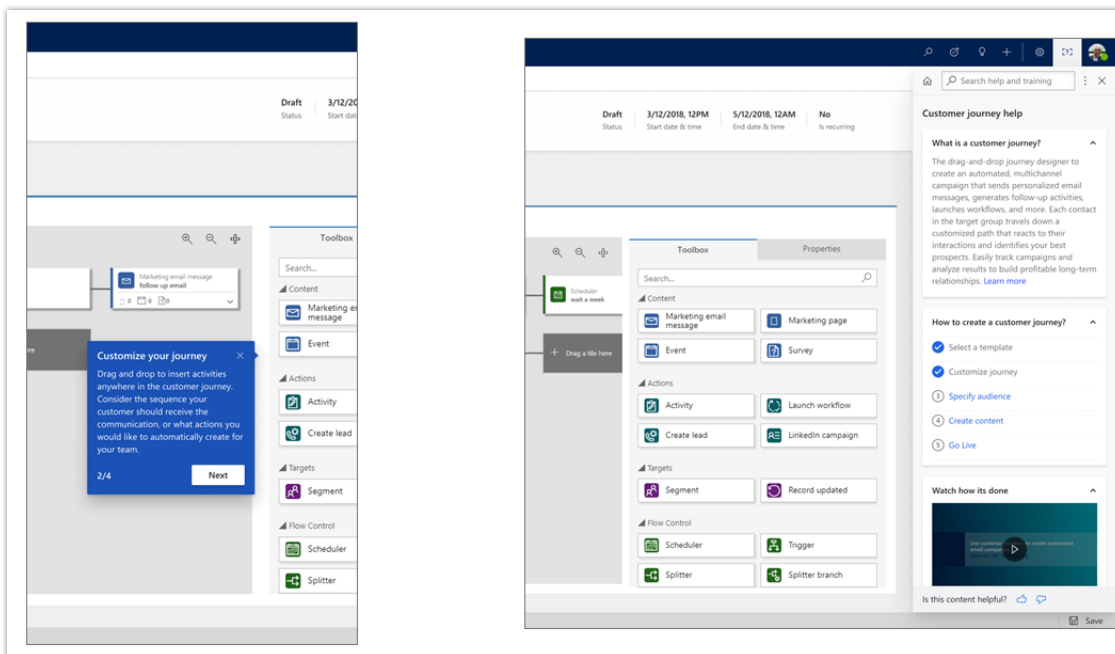 Draft
3/12/20
Status
Start dat
Toolbox
Search...
Content
Marketing em
message
Event
Actions
Activity
Create lead
Targets
Segment
Flow Control
Scheduler
Splitter
Marketing email message
follow up email
0 0 0
ere
Customize your journey
Drag and drop to insert activities
anywhere in the customer journey.
Consider the sequence your
customer should receive the
communication, or what actions you
would like to automatically create for
your team.
2/4
Next
Draft
Status
3/12/2018, 12PM
Start date & time
5/12/2018, 12AM
End date & time
No
Is recurring
Scheduler
wait a week
Drag a tile here
Toolbox
Properties
Search...
Content
Marketing email
message
Marketing page
Event
Survey
Actions
Activity
Launch workflow
Create lead
LinkedIn campaign
Targets
Segment
Record updated
Flow Control
Scheduler
Trigger
Splitter
Splitter branch
Search help and training
Customer journey help
What is a customer journey?
The drag-and-drop journey designer to
create an automated, multichannel
campaign that sends personalized email
messages, generates follow-up activities,
launches workflows, and more. Each contact
in the target group travels down a
customized path that reacts to their
interactions and identifies your best
prospects. Easily track campaigns and
analyze results to build profitable long-term
relationships. Learn more
How to create a customer journey?
Select a template
Customize journey
3 Specify audience
4 Create content
5 Go Live
Watch how its done
Is this content helpful?
Save